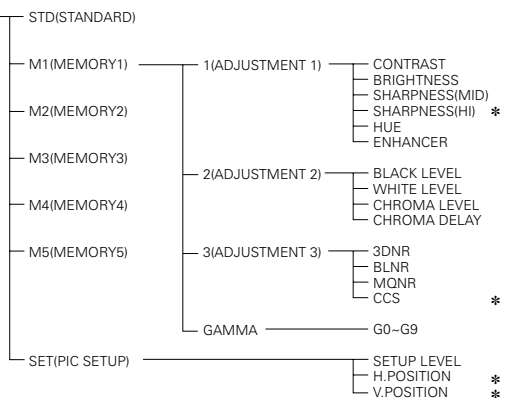 STD(STANDARD)
M1(MEMORY1)
1(ADJUSTMENT 1)
CONTRAST
BRIGHTNESS
SHARPNESS(MID)
SHARPNESS(HI) *
HUE
ENHANCER
M2(MEMORY2)
M3(MEMORY3)
2(ADJUSTMENT 2)
BLACK LEVEL
WHITE LEVEL
CHROMA LEVEL
CHROMA DELAY
M4(MEMORY4)
M5(MEMORY5)
3(ADJUSTMENT 3)
3DNR
BLNR
MQNR
CCS *
GAMMA
G0~G9
SET(PIC SETUP)
SETUP LEVEL
H.POSITION *
V.POSITION *